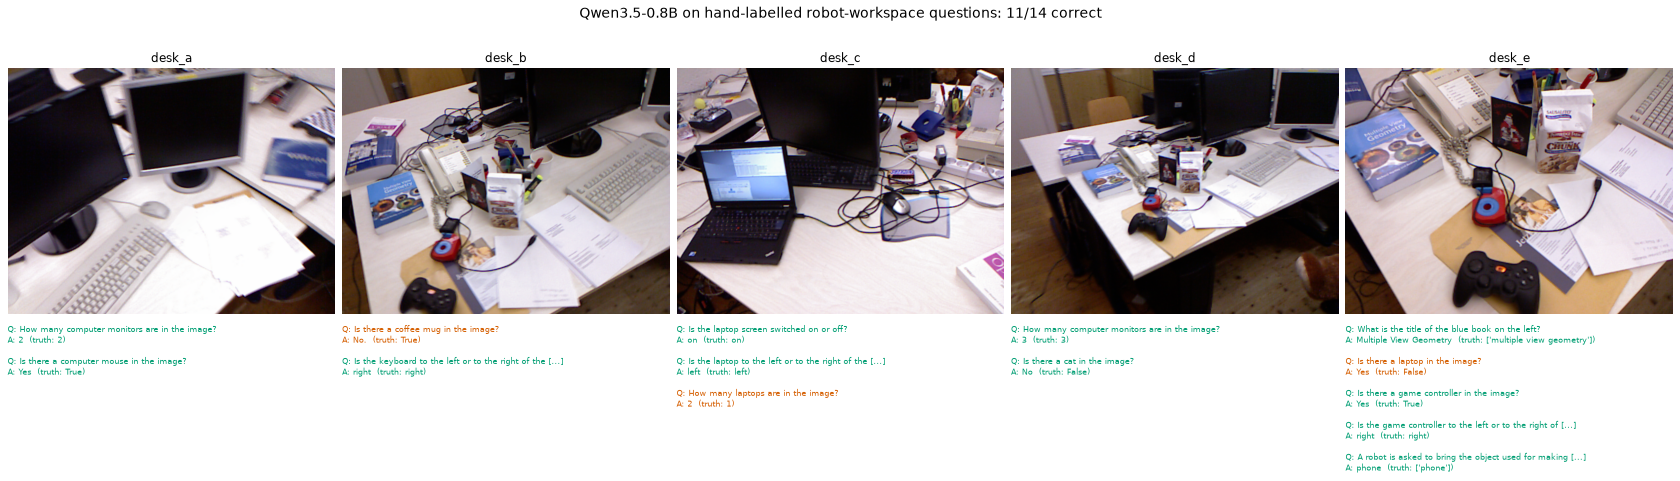 Qwen3.5-0.8B on hand-labelled robot-workspace questions: 11/14 correct
desk_a
desk_b
desk_c
desk_d
desk_e
Multiple View
Geometry
CHUSK
Q: How many computer monitors are in the image?
A: 2  (truth: 2)
Q: Is there a computer mouse in the image?
A: Yes  (truth: True)
Q: Is there a coffee mug in the image?
A: No.  (truth: True)
Q: Is the keyboard to the left or to the right of the [...]
A: right  (truth: right)
Q: Is the laptop screen switched on or off?
A: on  (truth: on)
Q: Is the laptop to the left or to the right of the [...]
A: left  (truth: left)
Q: How many laptops are in the image?
A: 2  (truth: 1)
Q: How many computer monitors are in the image?
A: 3  (truth: 3)
Q: Is there a cat in the image?
A: No  (truth: False)
Q: What is the title of the blue book on the left?
A: Multiple View Geometry  (truth: ['multiple view geometry'])
Q: Is there a laptop in the image?
A: Yes  (truth: False)
Q: Is there a game controller in the image?
A: Yes  (truth: True)
Q: Is the game controller to the left or to the right of [...]
A: right  (truth: right)
Q: A robot is asked to bring the object used for making [...]
A: phone  (truth: ['phone'])